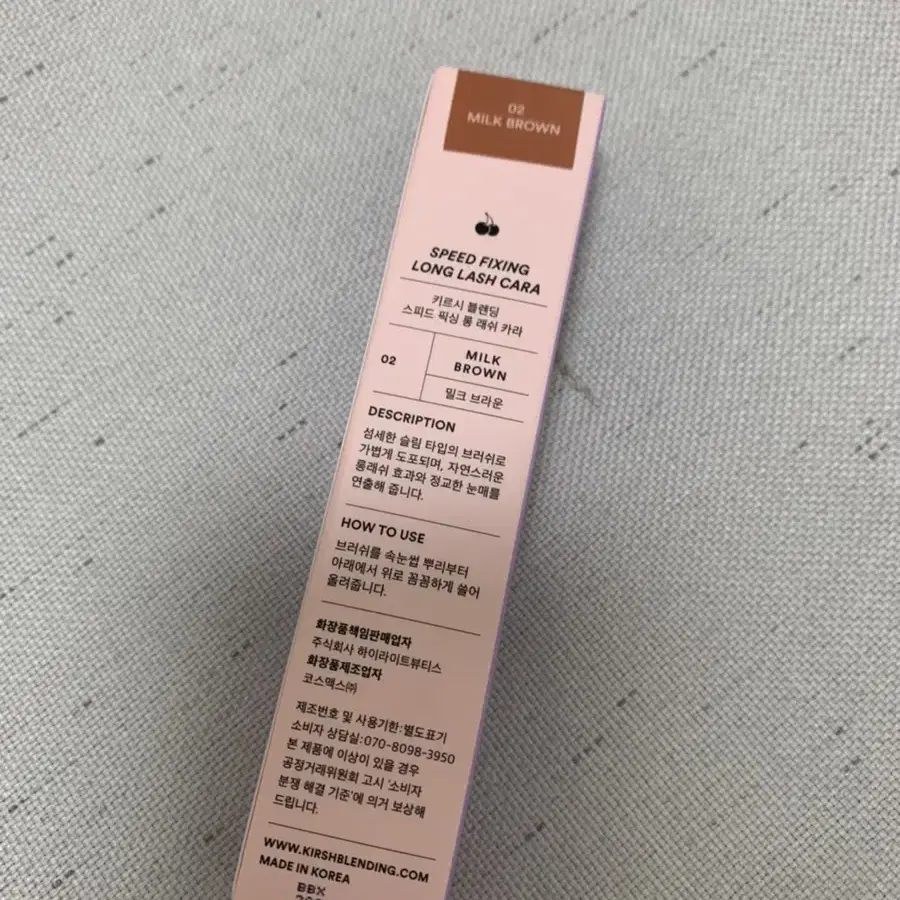 02
MILK BROWN
SPEED FIXING
LONG LASH CARA
키르시 블렌딩
스피드 픽싱 롱 래쉬 카라
02
MILK
BROWN
밀크 브라운
DESCRIPTION
섬세한 슬림 타입의 브러쉬로
가볍게 도포되며, 자연스러운
롱래쉬 효과와 정교한 눈매를
연출해 줍니다.
HOW TO USE
브러쉬를 속눈썹 뿌리부터
아래에서 위로 꼼꼼하게 쓸어
올려줍니다.
화장품책임판매업자
주식회사 하이라이트뷰티스
화장품제조업자
코스맥스㈜
제조번호 및 사용기한:별도표기
소비자 상담실:070-8098-3950
본 제품에 이상이 있을 경우
공정거래위원회 고시 '소비자
분쟁 해결 기준'에 의거 보상해
드립니다.
WWW.KIRSHBLENDING.COM
MADE IN KOREA